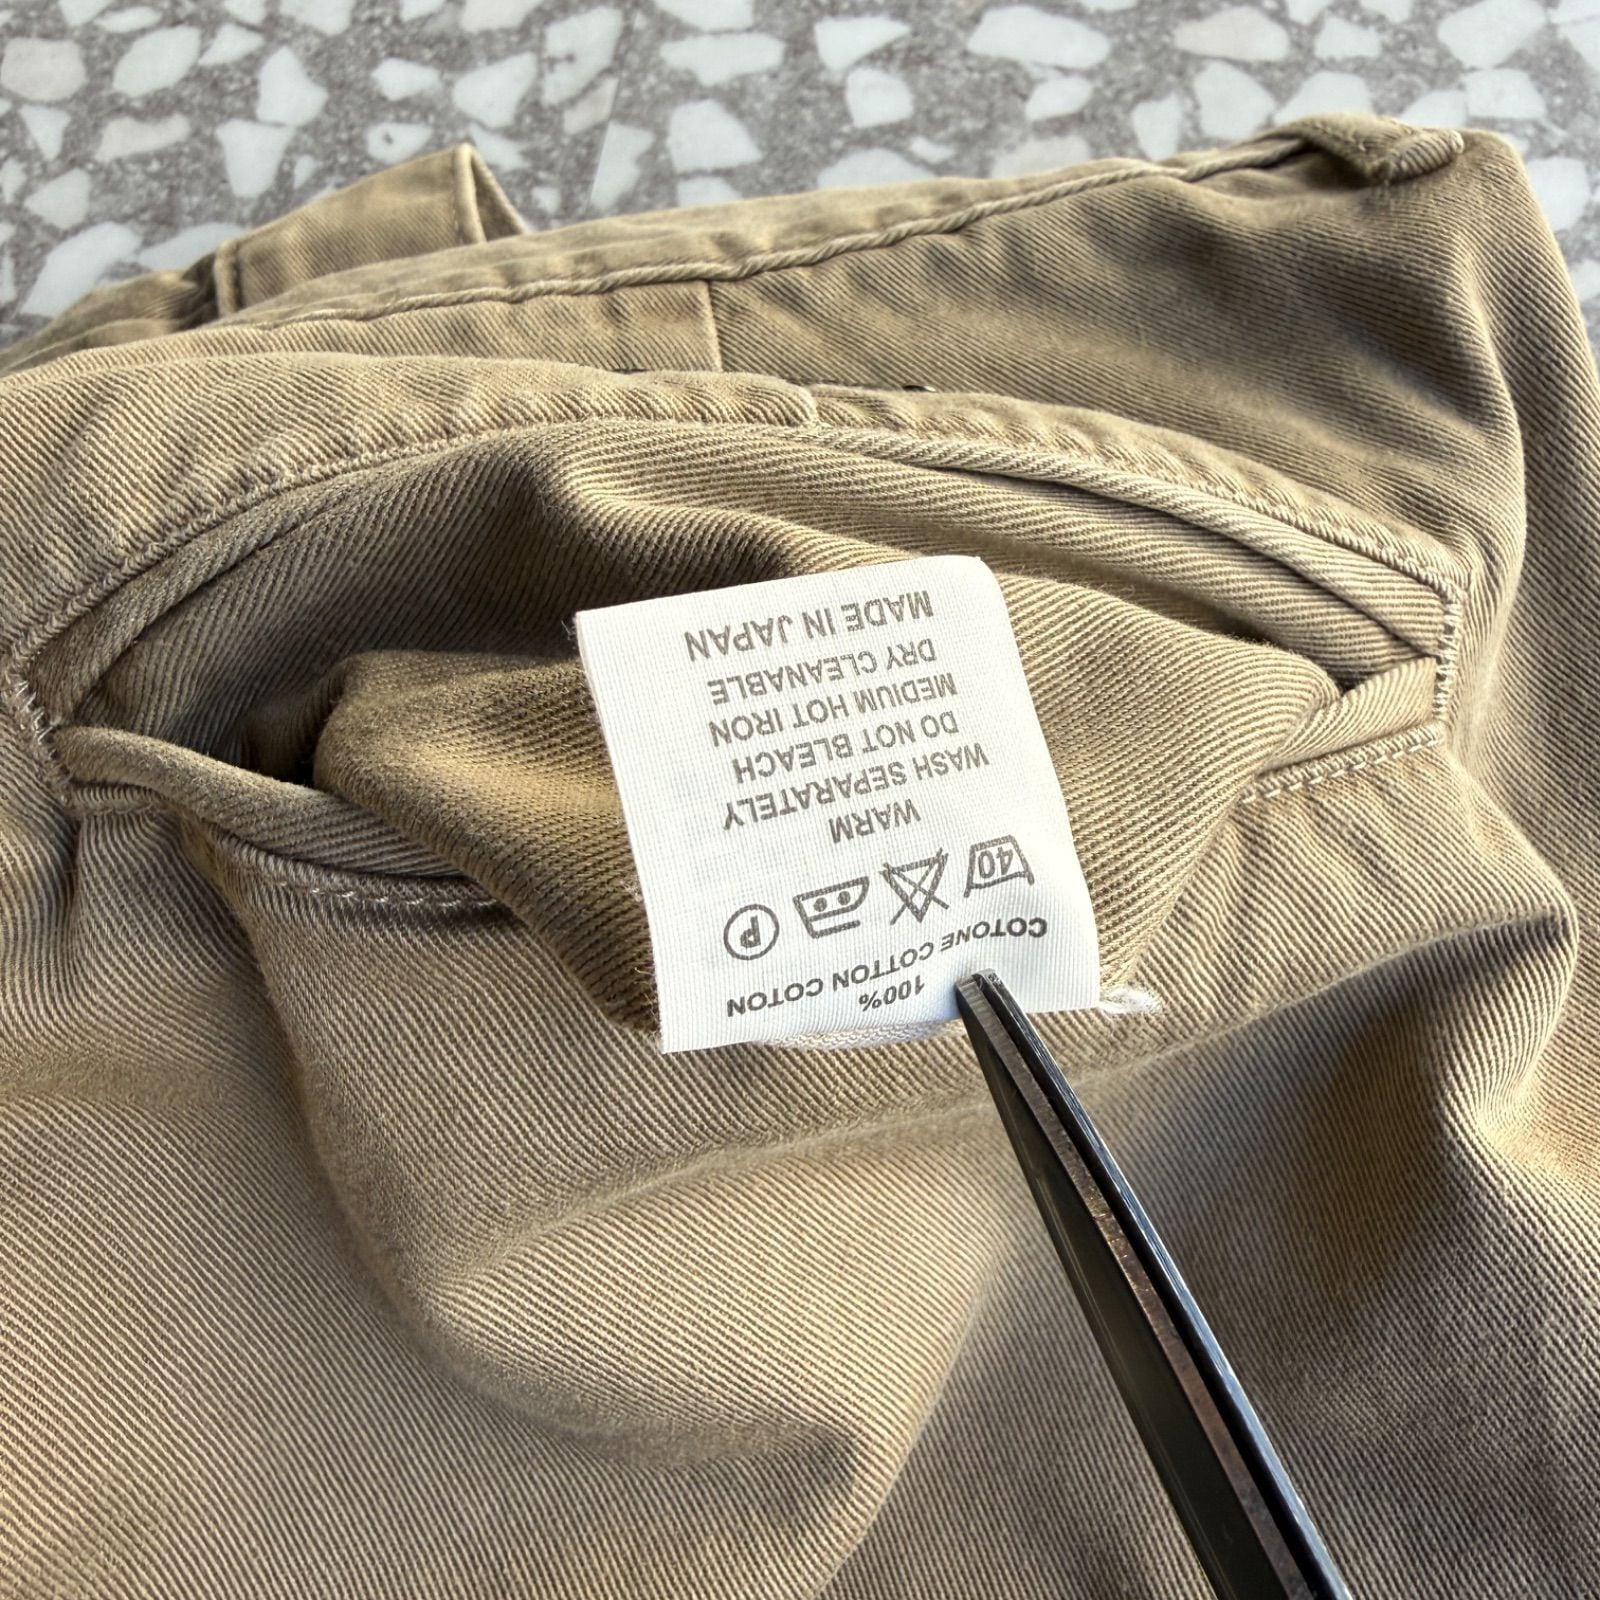 100%
COTONE COTTON COTON
40 P
WARM
WASH SEPARATELY
DO NOT BLEACH
MEDIUM HOT IRON
DRY CLEANABLE
MADE IN JAPAN